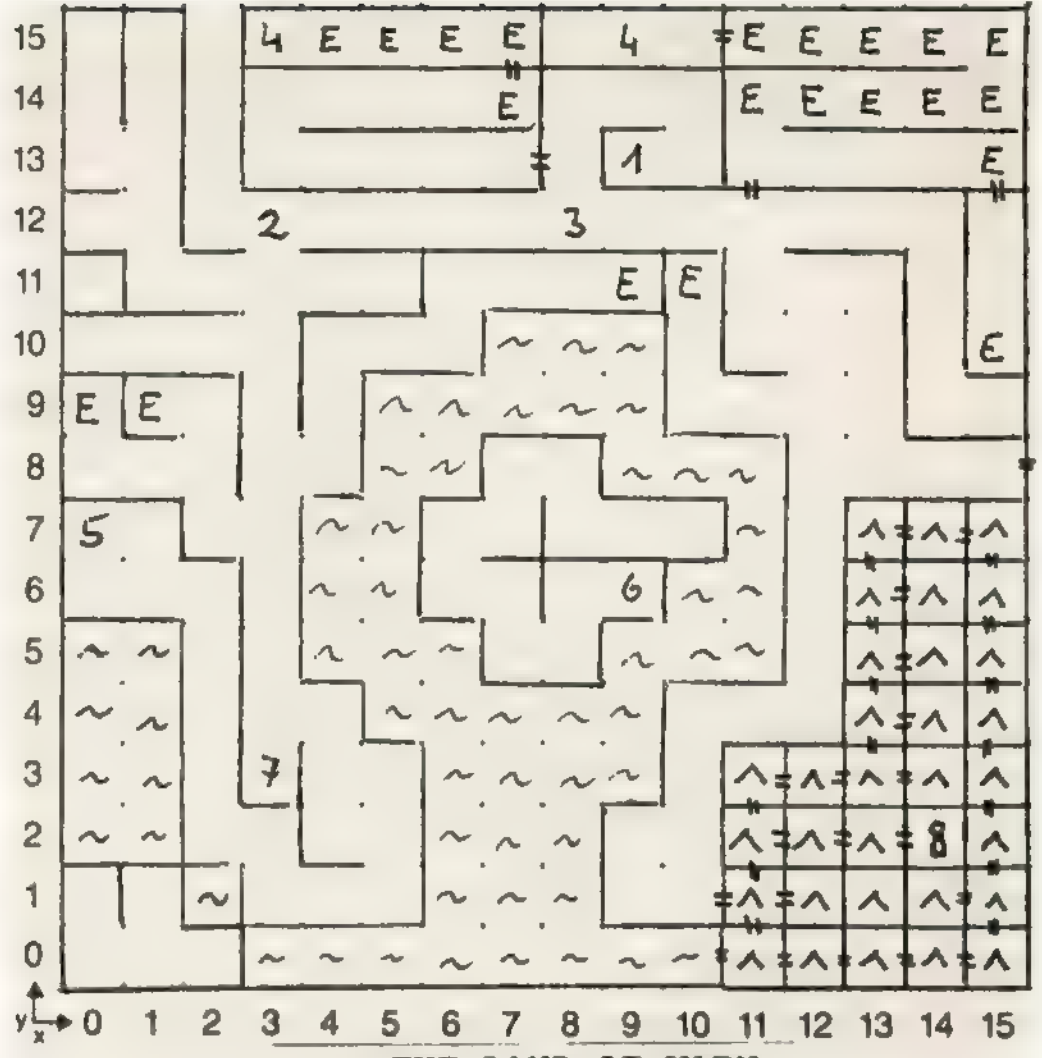 15 4 E E E E 4 E E E E E
14 E E E E E E
13 1 E
12 2 3
11 E E
10 ~ ~ ~ E
9 E E ~ ~ ~ ~ ~
8 ~ ~ ~ ~ ~
7 5 ~ ~ ~ ^ ^ ^
6 ~ ~ 6 ~ ~ ^ ^ ^
5 ~ ~ ~ ~ ~ ~ ~ ~ ^ ^ ^
4 ~ ~ ~ ~ ~ ~ ~ ^ ^ ^
3 ~ ~ 7 ~ ~ ~ ^ ^ ^ ^ ^
2 ~ ~ ~ ~ ~ ^ ^ ^ 8 ^
1 ~ ~ ~ ~ ^ ^ ^ ^ ^
0 ~ ~ ~ ~ ~ ~ ~ ~ ^ ^ ^ ^ ^
y x 0 1 2 3 4 5 6 7 8 9 10 11 12 13 14 15